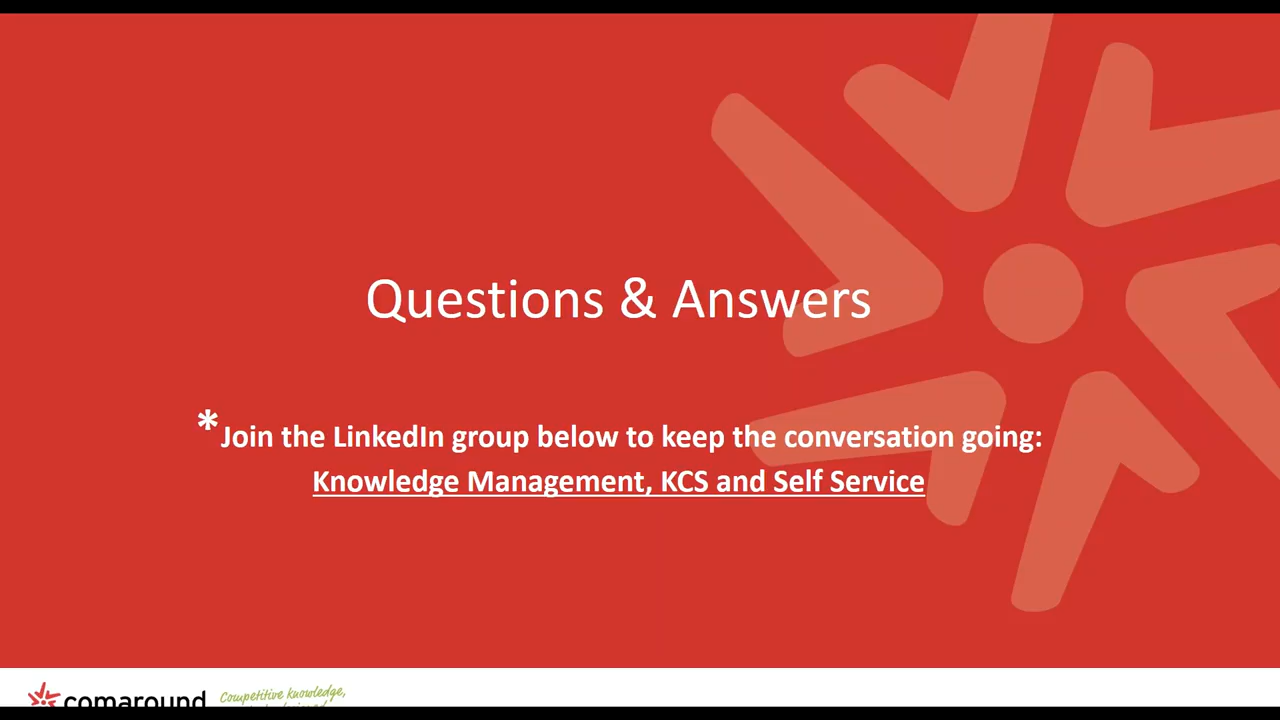 Questions & Answers
*Join the LinkedIn group below to keep the conversation going:
Knowledge Management, KCS and Self Service
comaround
Competitive knowledge,